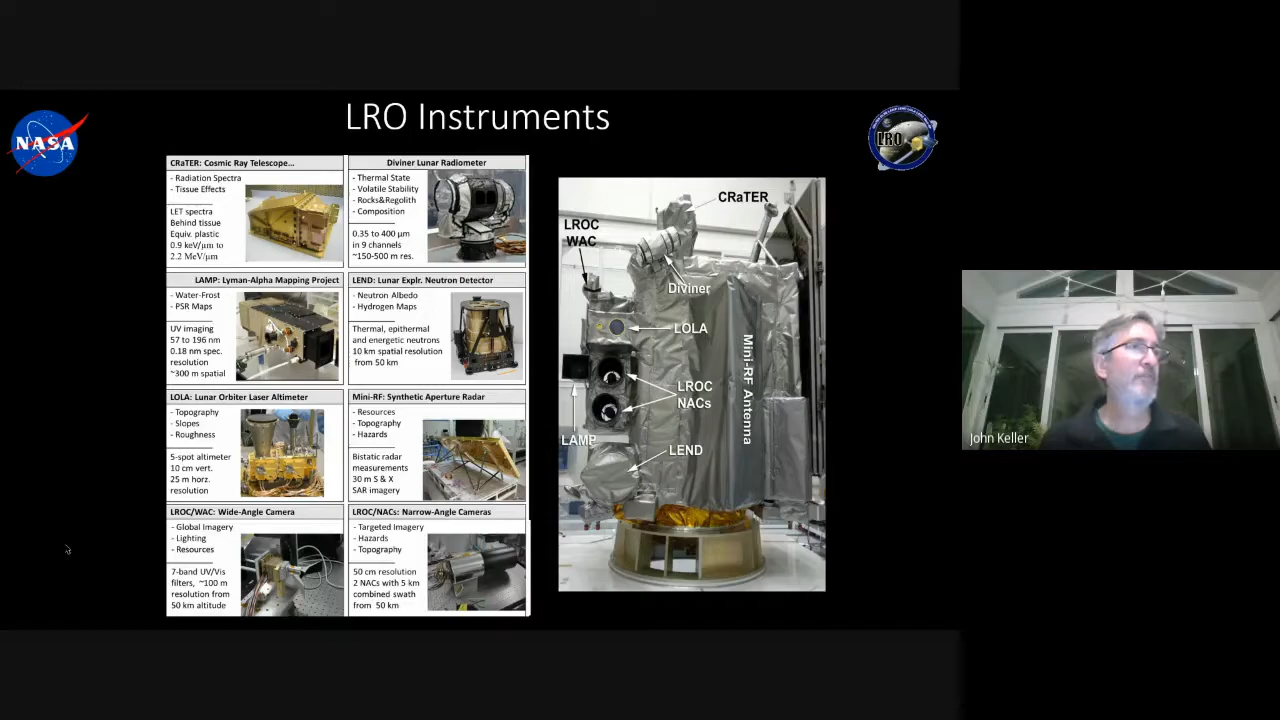 LRO Instruments
NASA
LRO
CRaTER: Cosmic Ray Telescope...
- Radiation Spectra
- Tissue Effects
LET spectra
Behind tissue
Equiv. plastic
0.9 keV/µm to
2.2 MeV/µm
Diviner Lunar Radiometer
- Thermal State
- Volatile Stability
- Rocks&Regolith
- Composition
0.35 to 400 µm
in 9 channels
~150-500 m res.
LAMP: Lyman-Alpha Mapping Project
- Water-Frost
- PSR Maps
UV imaging
57 to 196 nm
0.18 nm spec.
resolution
~300 m spatial
LEND: Lunar Explr. Neutron Detector
- Neutron Albedo
- Hydrogen Maps
Thermal, epithermal
and energetic neutrons
10 km spatial resolution
from 50 km
LOLA: Lunar Orbiter Laser Altimeter
- Topography
- Slopes
- Roughness
5-spot altimeter
10 cm vert.
25 m horz.
resolution
Mini-RF: Synthetic Aperture Radar
- Resources
- Topography
- Hazards
Bistatic radar
measurements
30 m S & X
SAR imagery
LROC/WAC: Wide-Angle Camera
- Global Imagery
- Lighting
- Resources
7-band UV/Vis
filters, ~100 m
resolution from
50 km altitude
LROC/NACs: Narrow-Angle Cameras
- Targeted Imagery
- Hazards
- Topography
50 cm resolution
2 NACs with 5 km
combined swath
from 50 km
CRaTER
LROC
WAC
Diviner
LOLA
Mini-RF Antenna
LROC
NACs
LAMP
LEND
John Keller